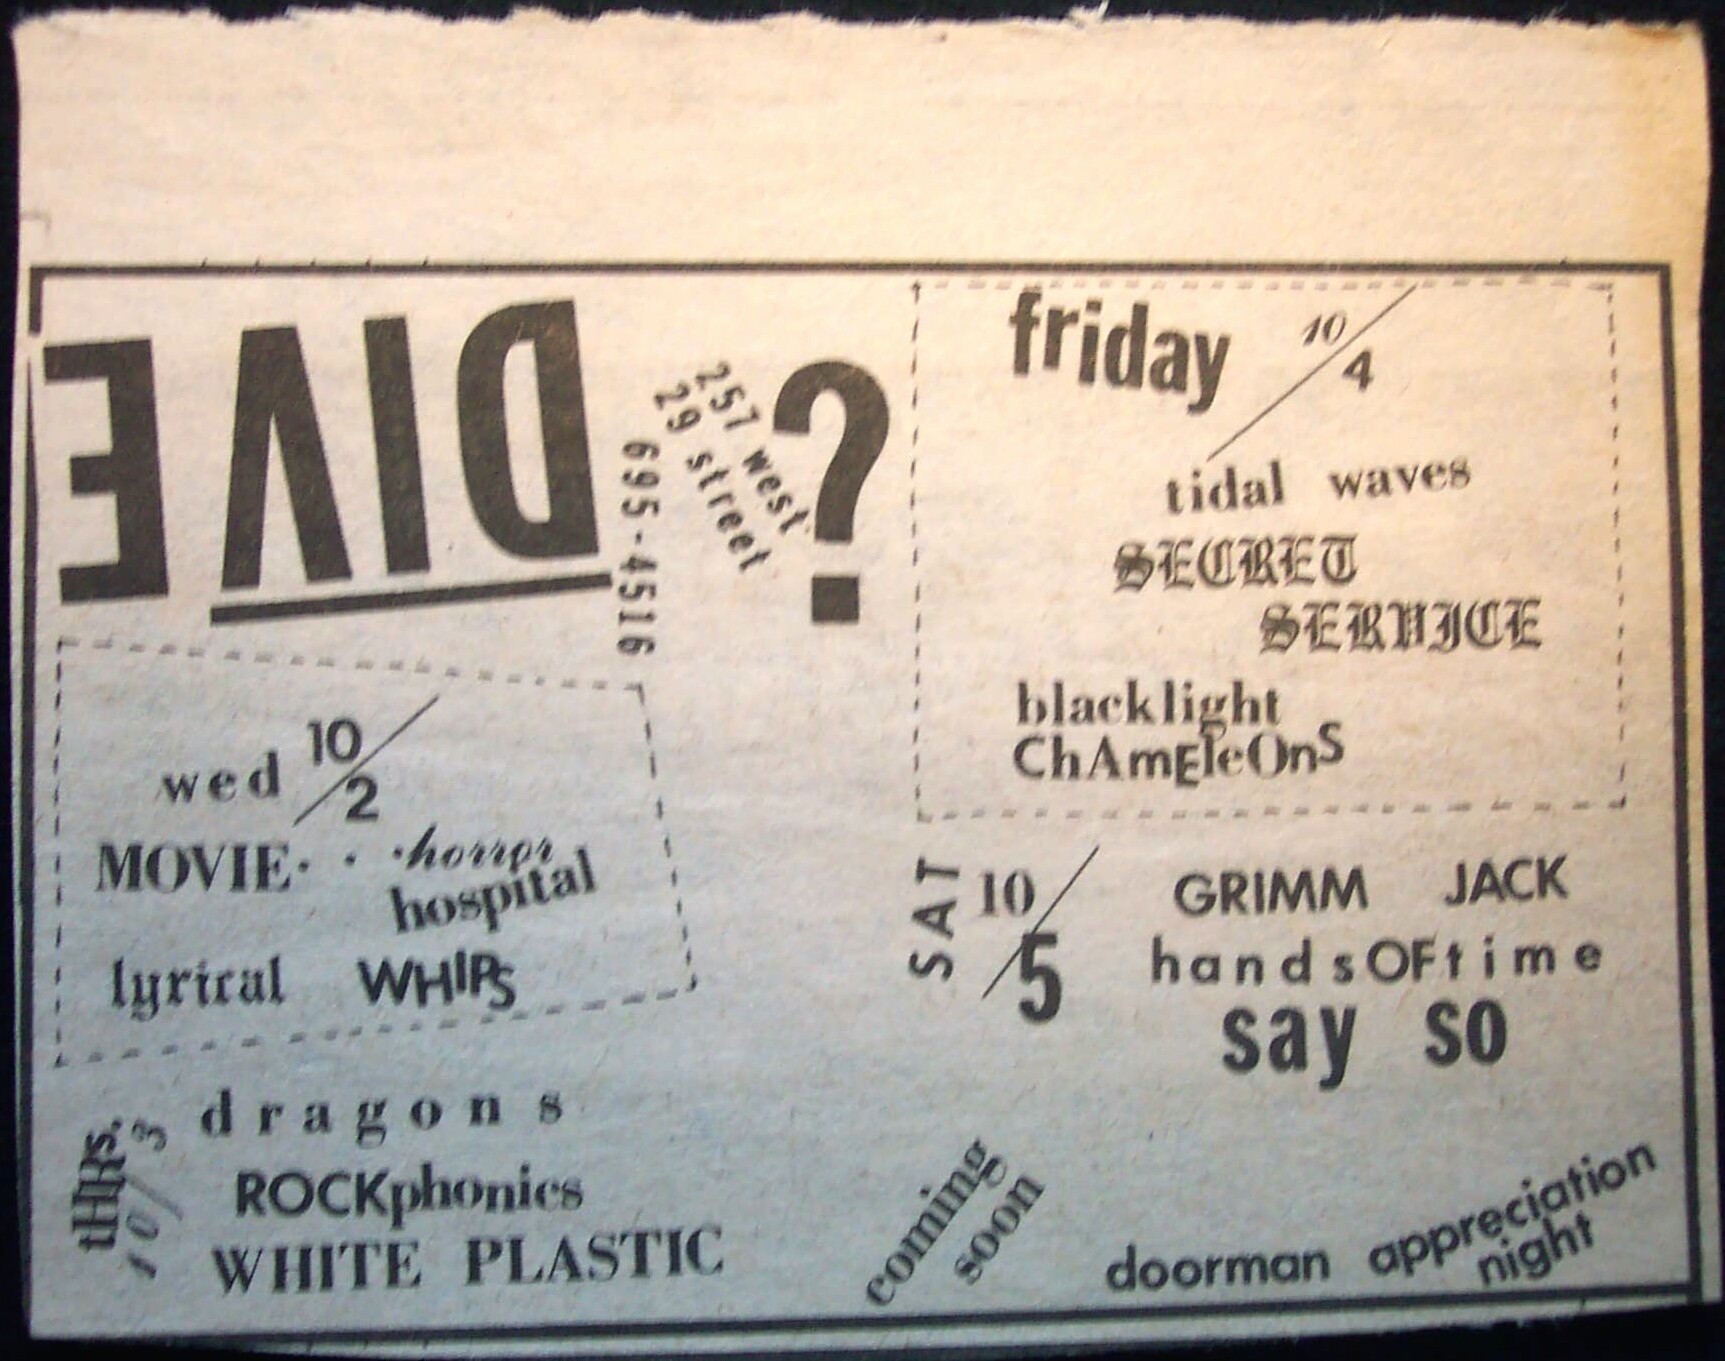 DIVE
?
257 west
29 street
695-4516
wed 10/2
MOVIE· · ·horror
hospital
lyrical WHIPs
tHRs. 10/3
dragons
ROCKphonics
WHITE PLASTIC
friday 10/4
tidal waves
SECRET
SERVICE
blacklight
ChAmEleOnS
SAT 10/5
GRIMM JACK
handsOFtime
say so
coming
soon
doorman appreciation
night